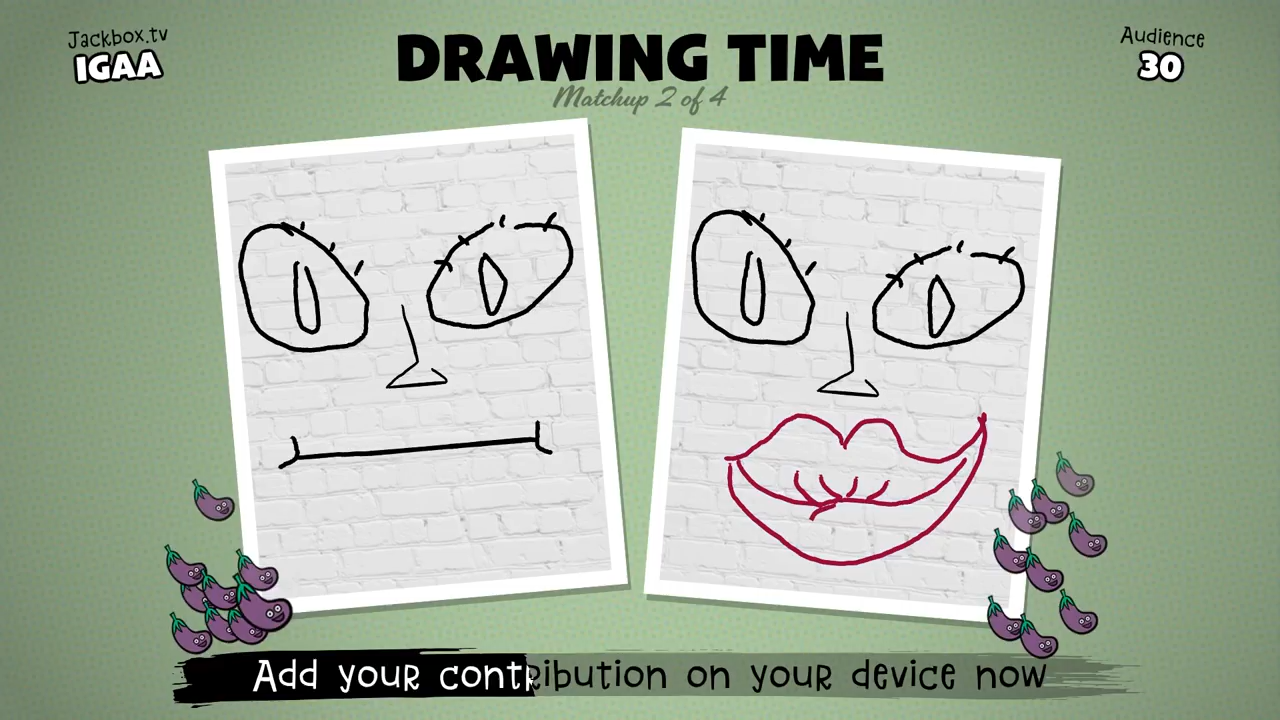 Jackbox.tv
IGAA
DRAWING TIME
Matchup 2 of 4
Audience
30
Add your contribution on your device now